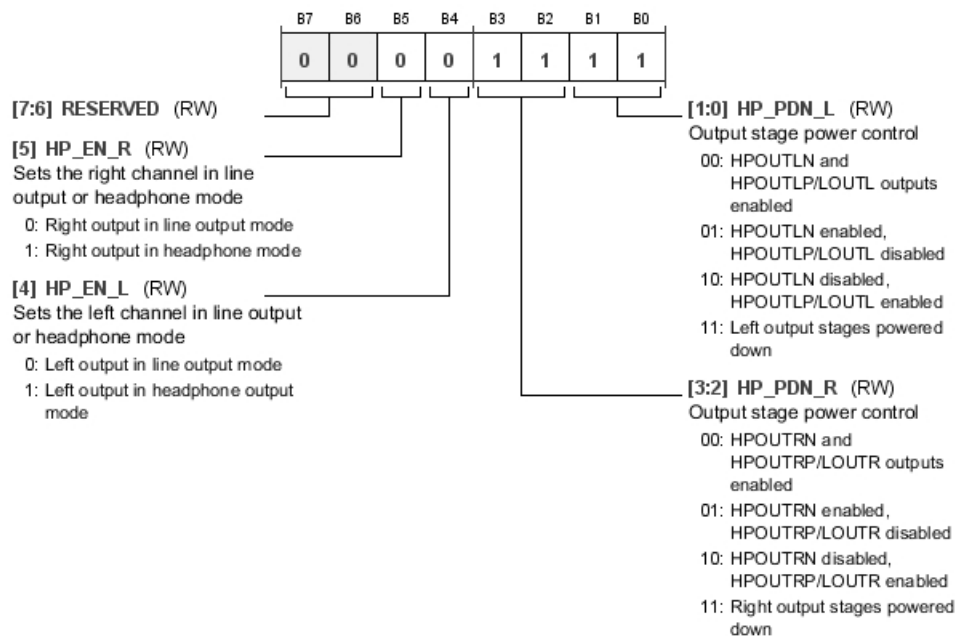 B7 B6 B5 B4 B3 B2 B1 B0
0 0 0 0 1 1 1 1
[7:6] RESERVED (RW)
[5] HP_EN_R (RW)
Sets the right channel in line
output or headphone mode
0: Right output in line output mode
1: Right output in headphone mode
[4] HP_EN_L (RW)
Sets the left channel in line output
or headphone mode
0: Left output in line output mode
1: Left output in headphone output
mode
[1:0] HP_PDN_L (RW)
Output stage power control
00: HPOUTLN and
HPOUTLP/LOUTL outputs
enabled
01: HPOUTLN enabled,
HPOUTLP/LOUTL disabled
10: HPOUTLN disabled,
HPOUTLP/LOUTL enabled
11: Left output stages powered
down
[3:2] HP_PDN_R (RW)
Output stage power control
00: HPOUTRN and
HPOUTRP/LOUTR outputs
enabled
01: HPOUTRN enabled,
HPOUTRP/LOUTR disabled
10: HPOUTRN disabled,
HPOUTRP/LOUTR enabled
11: Right output stages powered
down